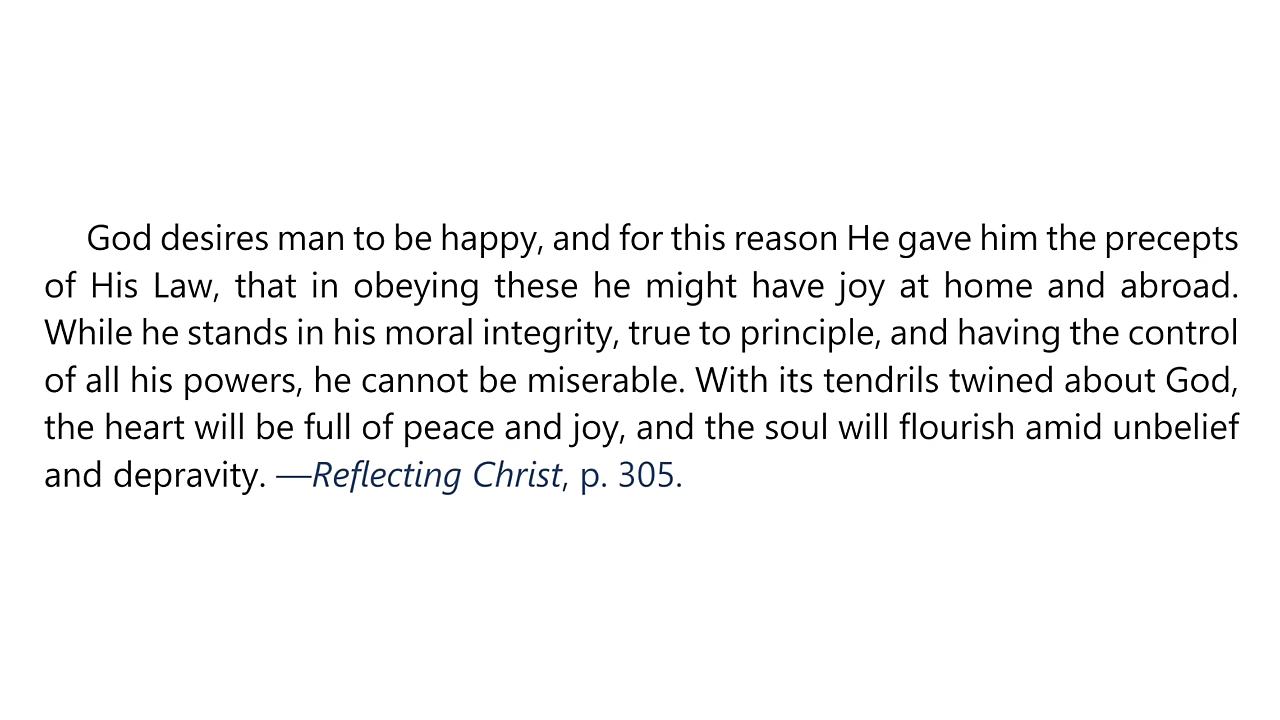 God desires man to be happy, and for this reason He gave him the precepts
of His Law, that in obeying these he might have joy at home and abroad.
While he stands in his moral integrity, true to principle, and having the control
of all his powers, he cannot be miserable. With its tendrils twined about God,
the heart will be full of peace and joy, and the soul will flourish amid unbelief
and depravity. —Reflecting Christ, p. 305.